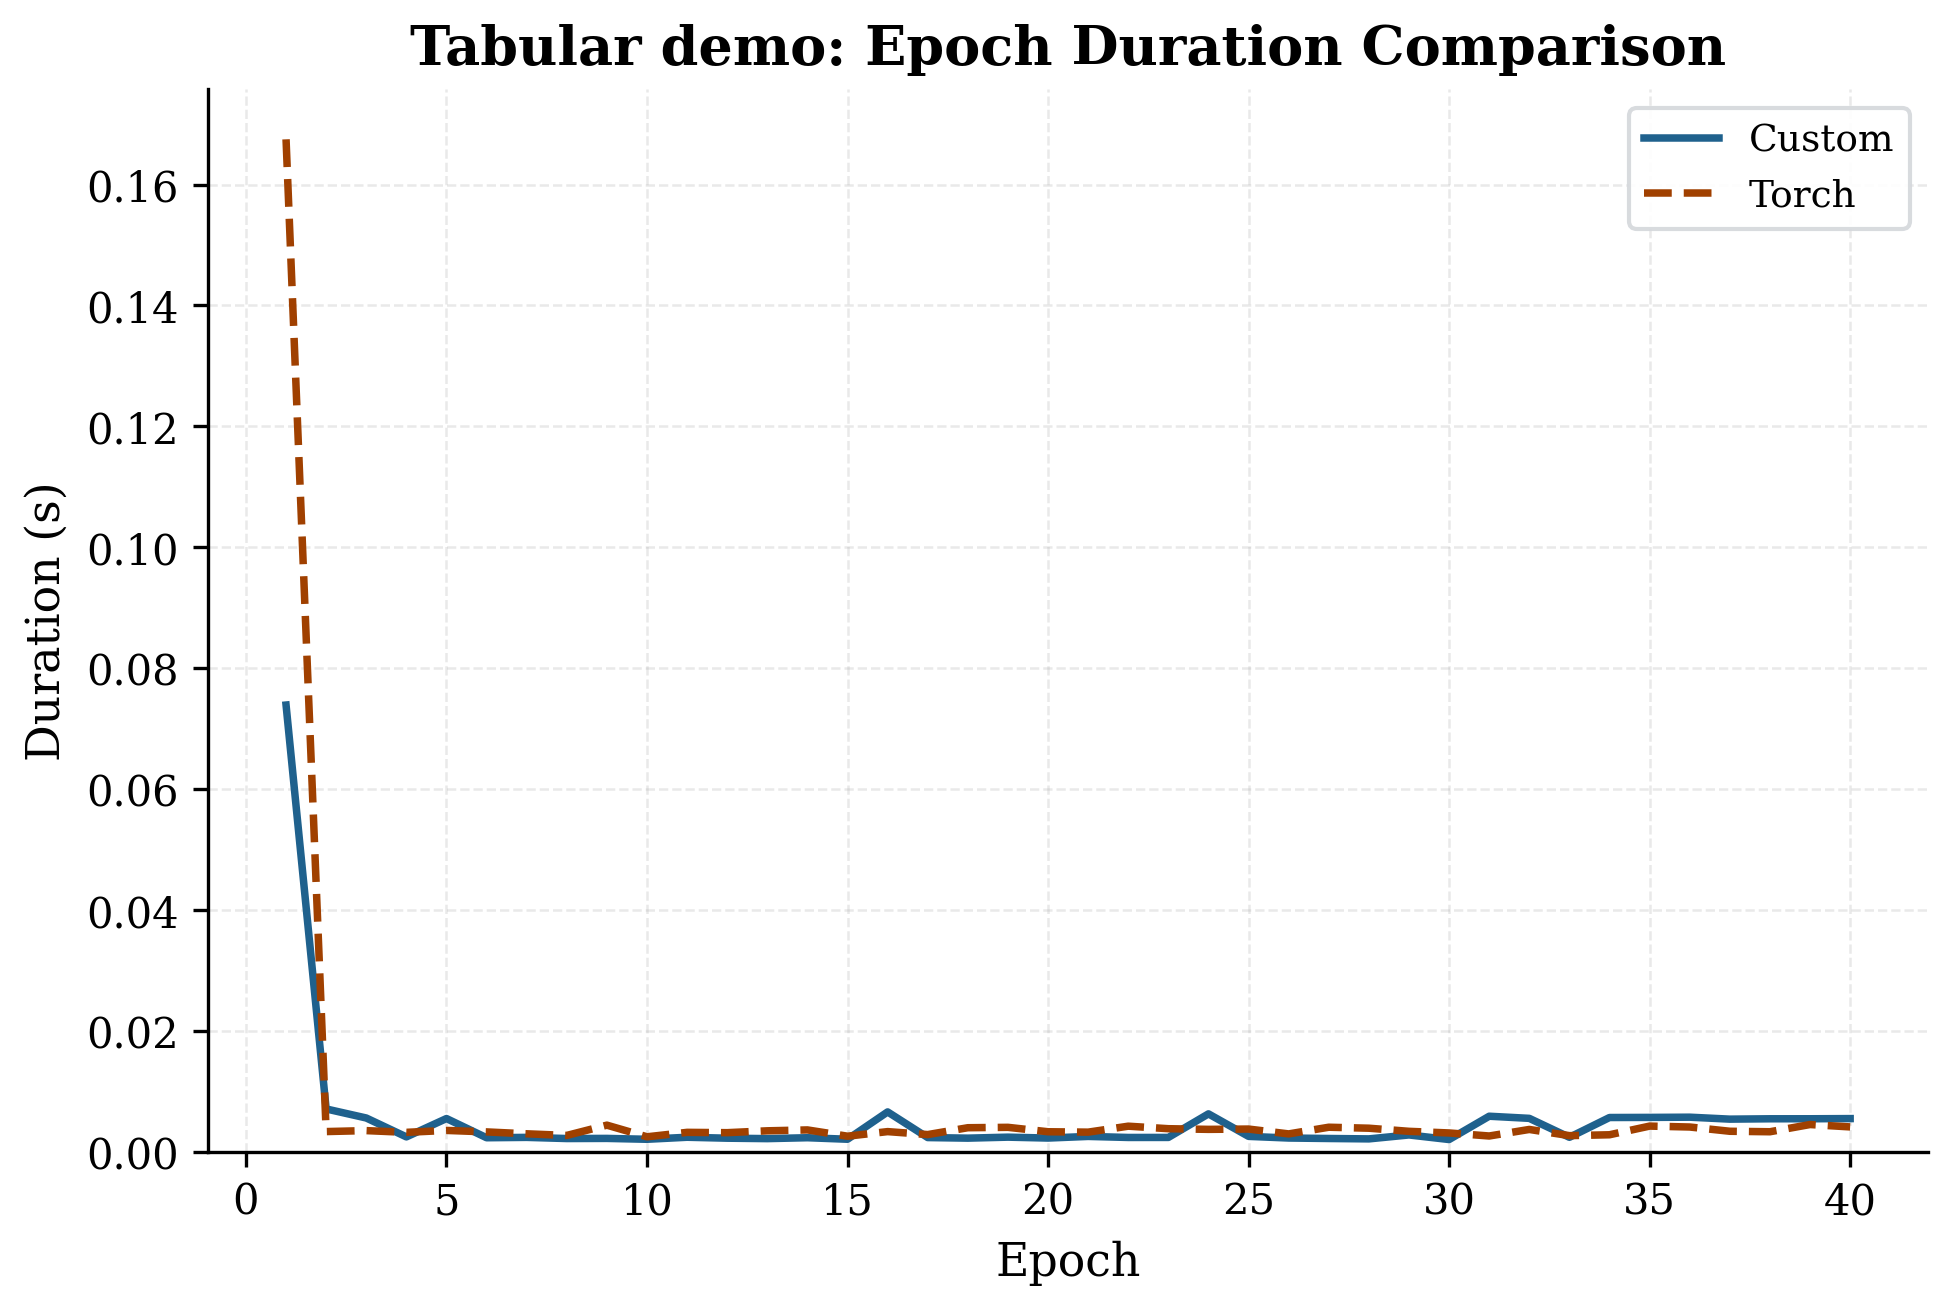 Tabular demo: Epoch Duration Comparison
Custom
Torch
Duration (s)
0.16
0.14
0.12
0.10
0.08
0.06
0.04
0.02
0.00
0 5 10 15 20 25 30 35 40
Epoch